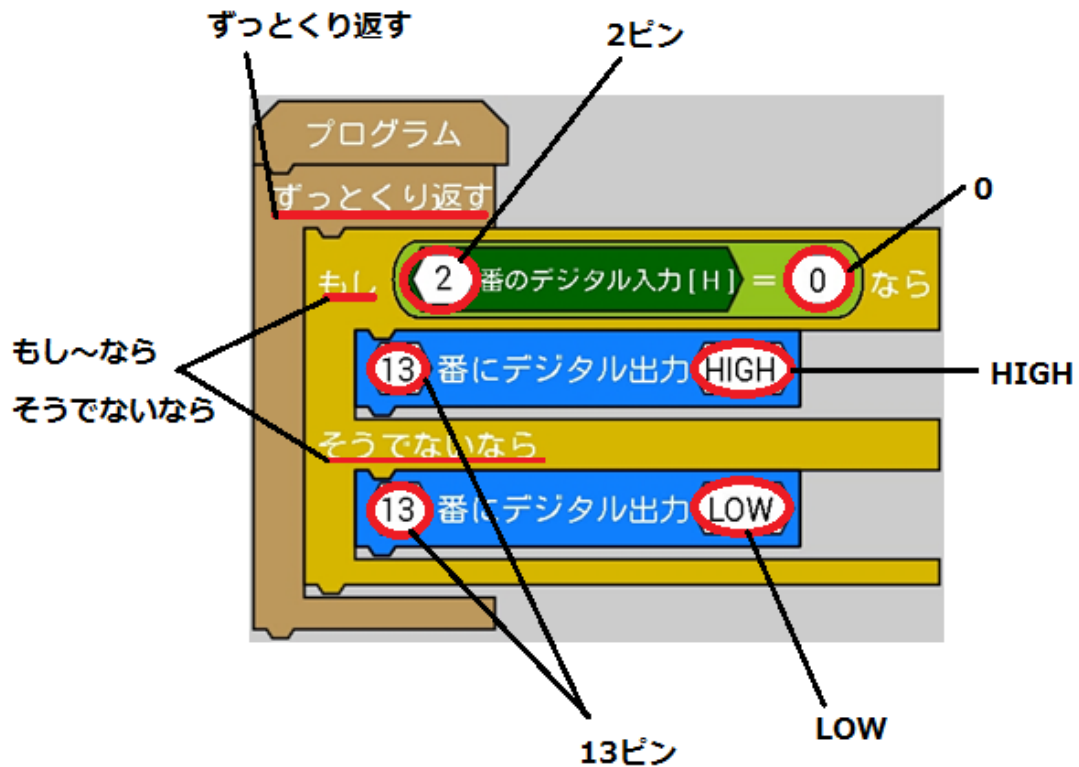 ずっとくり返す
2ピン
プログラム
ずっとくり返す
0
もし 2 番のデジタル入力[H] = 0 なら
もし～なら
そうでないなら
13 番にデジタル出力 HIGH
HIGH
そうでないなら
13 番にデジタル出力 LOW
LOW
13ピン